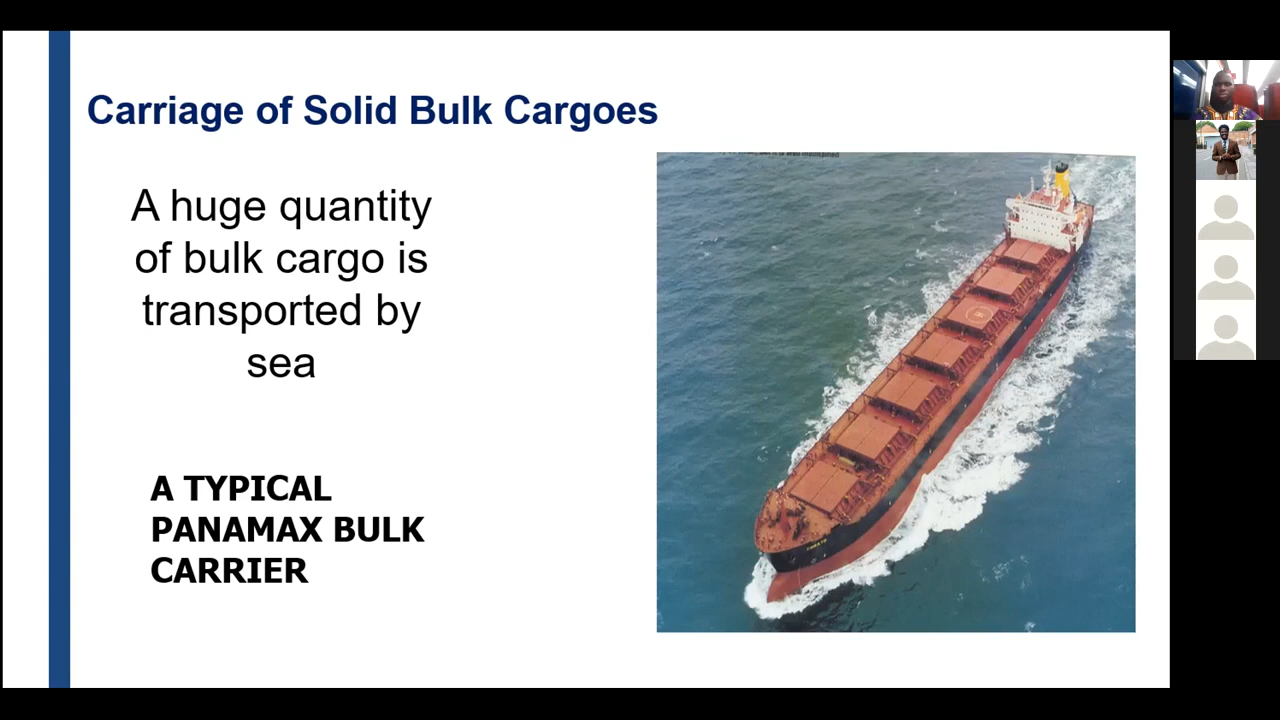 Carriage of Solid Bulk Cargoes
A huge quantity
of bulk cargo is
transported by
sea
A TYPICAL
PANAMAX BULK
CARRIER